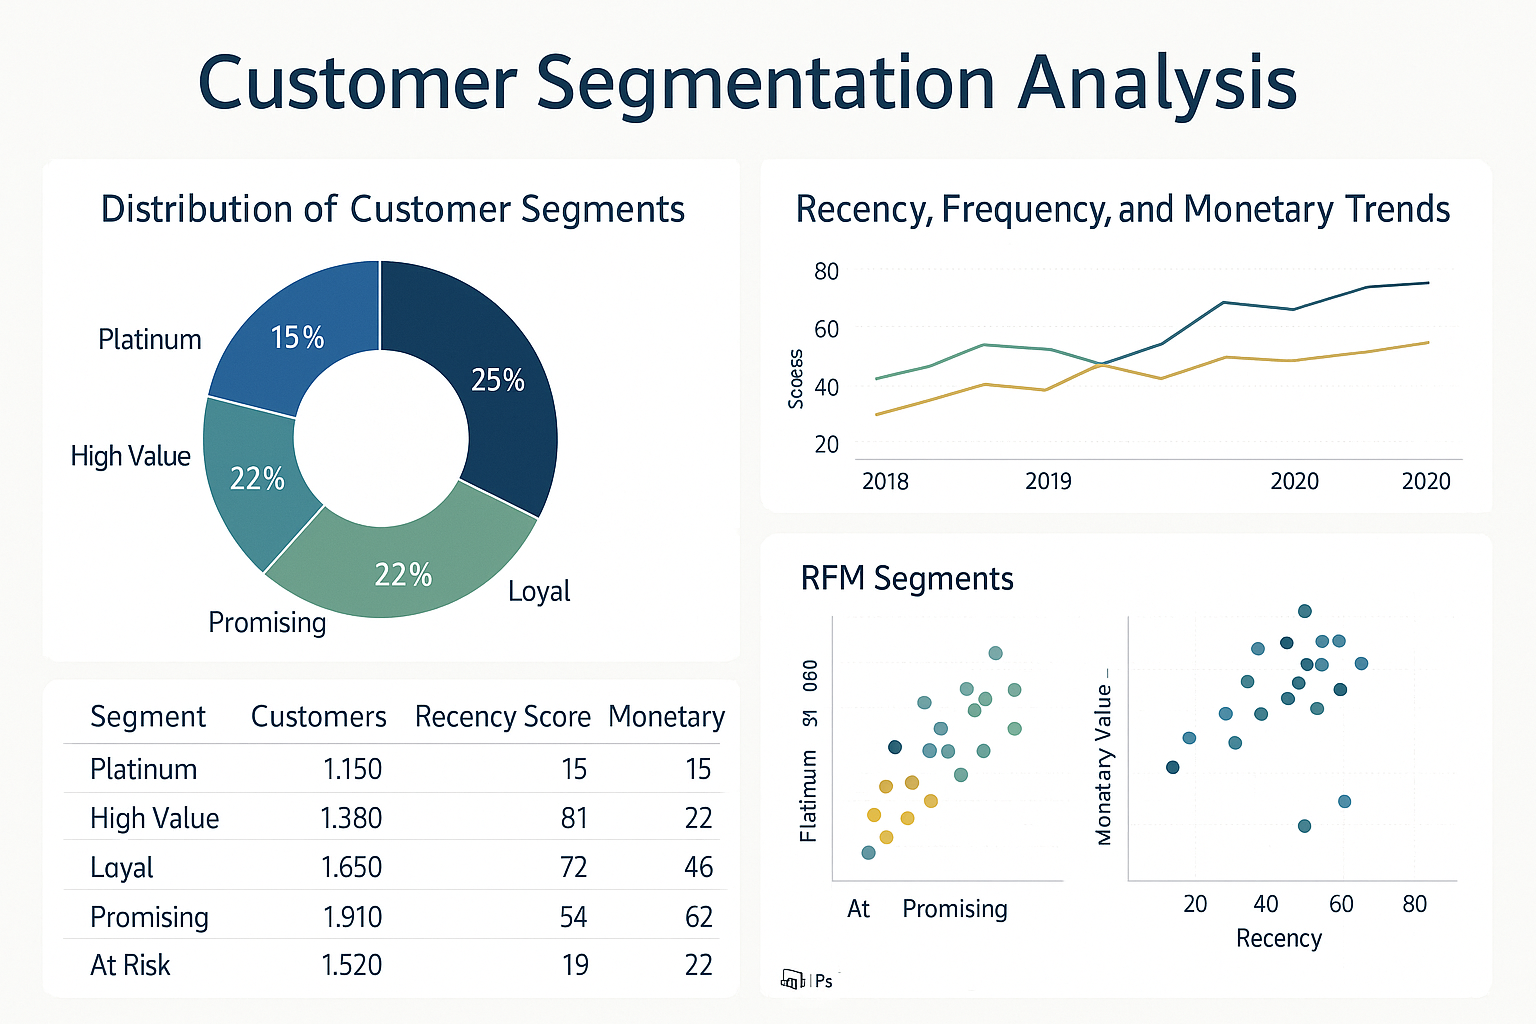 Customer Segmentation Analysis
Distribution of Customer Segments
Platinum
15%
25%
High Value
22%
22%
Loyal
Promising
Recency, Frequency, and Monetary Trends
Scoess
80
60
40
20
2018 2019 2020 2020
Segment Customers Recency Score Monetary
Platinum 1.150 15 15
High Value 1.380 81 22
Layal 1.650 72 46
Promising 1.910 54 62
At Risk 1.520 19 22
RFM Segments
Flatimum
060
At Promising
Monatary Value –
20 40 60 80
Recency
Ps